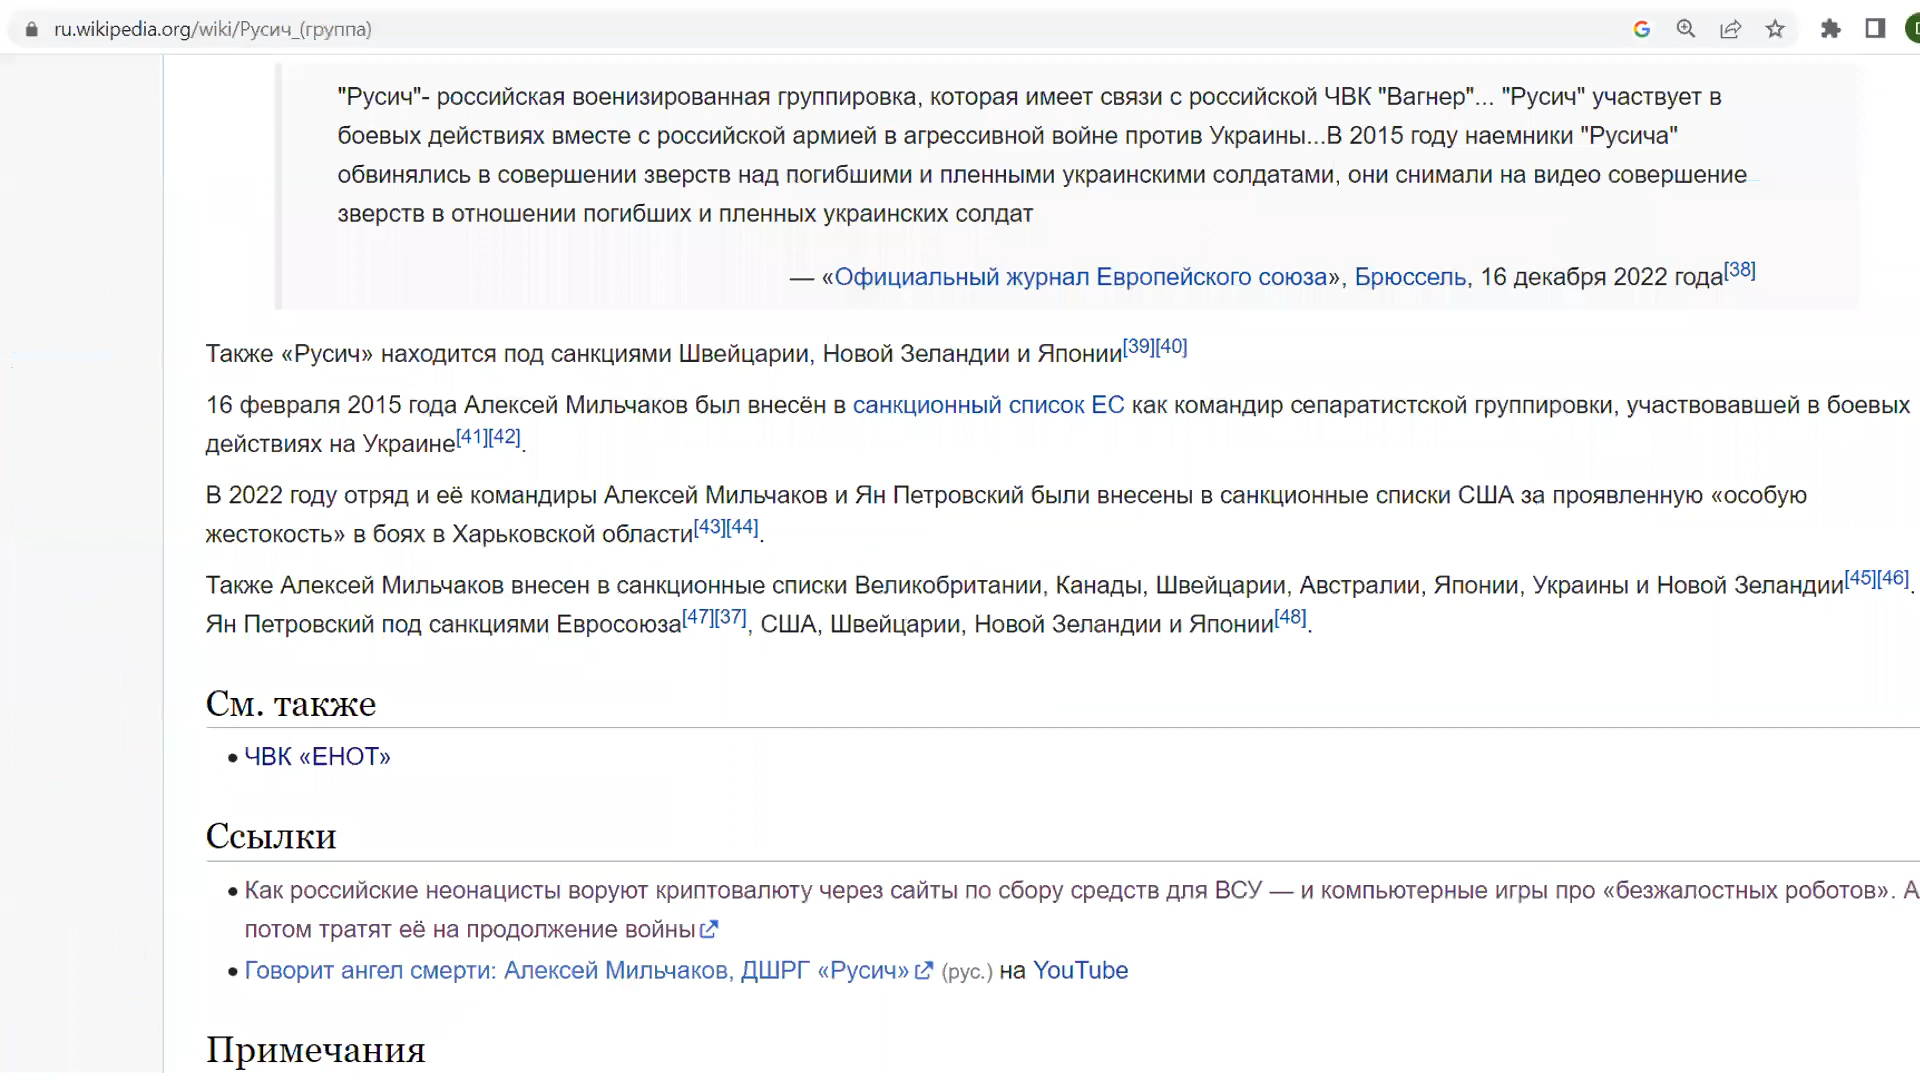 ru.wikipedia.org/wiki/Русич_(группа)
"Русич"- российская военизированная группировка, которая имеет связи с российской ЧВК "Вагнер"... "Русич" участвует в
боевых действиях вместе с российской армией в агрессивной войне против Украины...В 2015 году наемники "Русича"
обвинялись в совершении зверств над погибшими и пленными украинскими солдатами, они снимали на видео совершение
зверств в отношении погибших и пленных украинских солдат
— «Официальный журнал Европейского союза», Брюссель, 16 декабря 2022 года[38]
Также «Русич» находится под санкциями Швейцарии, Новой Зеландии и Японии[39][40]
16 февраля 2015 года Алексей Мильчаков был внесён в санкционный список ЕС как командир сепаратистской группировки, участвовавшей в боевых
действиях на Украине[41][42].
В 2022 году отряд и её командиры Алексей Мильчаков и Ян Петровский были внесены в санкционные списки США за проявленную «особую
жестокость» в боях в Харьковской области[43][44].
Также Алексей Мильчаков внесен в санкционные списки Великобритании, Канады, Швейцарии, Австралии, Японии, Украины и Новой Зеландии[45][46].
Ян Петровский под санкциями Евросоюза[47][37], США, Швейцарии, Новой Зеландии и Японии[48].
См. также
• ЧВК «ЕНОТ»
Ссылки
• Как российские неонацисты воруют криптовалюту через сайты по сбору средств для ВСУ — и компьютерные игры про «безжалостных роботов». А
потом тратят её на продолжение войны
• Говорит ангел смерти: Алексей Мильчаков, ДШРГ «Русич» (рус.) на YouTube
Примечания